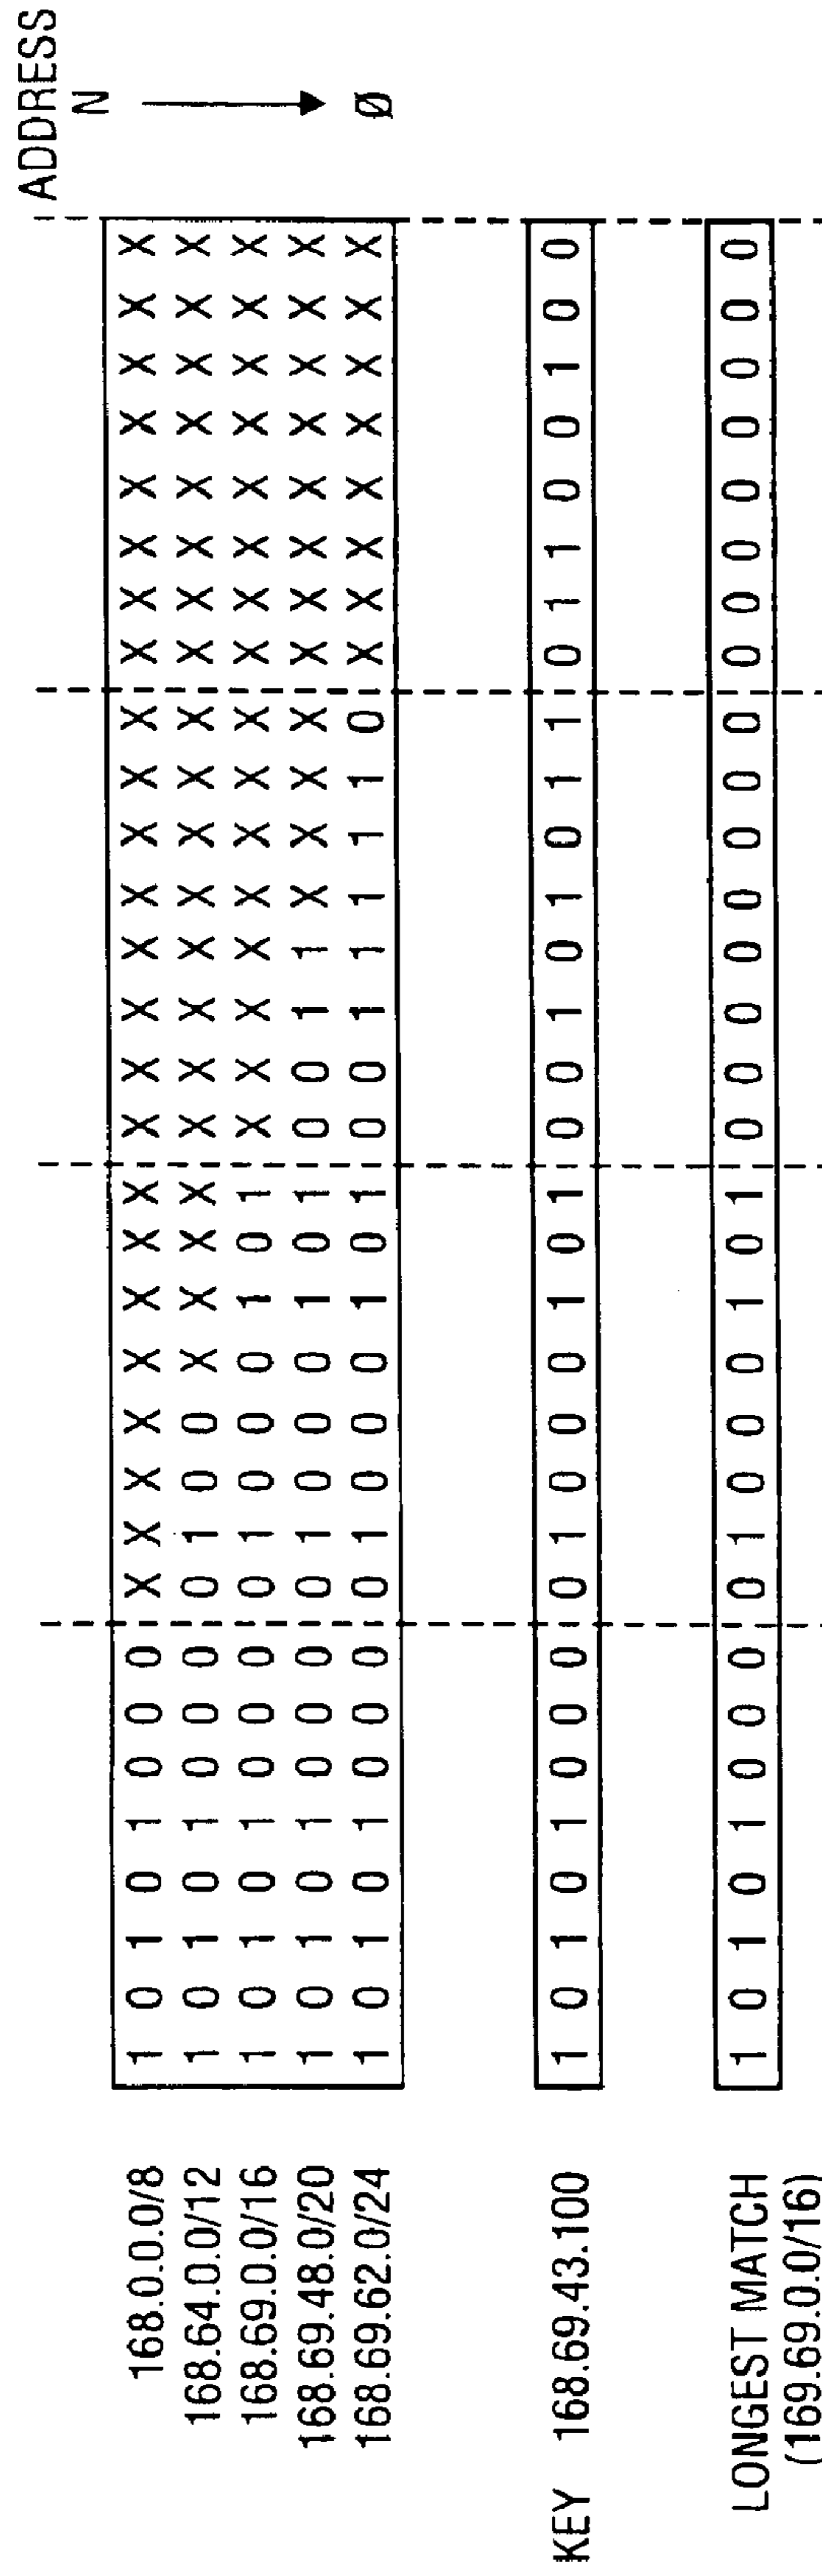 ADDRESS
N
Ø
168.0.0.0/8 1 0 1 0 1 0 0 0 X X X X X X X X X X X X X X X X X X X X X X X X
168.64.0.0/12 1 0 1 0 1 0 0 0 0 1 0 0 X X X X X X X X X X X X X X X X X X X X
168.69.0.0/16 1 0 1 0 1 0 0 0 0 1 0 0 0 1 0 1 X X X X X X X X X X X X X X X X
168.69.48.0/20 1 0 1 0 1 0 0 0 0 1 0 0 0 1 0 1 0 0 1 1 X X X X X X X X X X X X
168.69.62.0/24 1 0 1 0 1 0 0 0 0 1 0 0 0 1 0 1 0 0 1 1 1 1 1 0 X X X X X X X X
KEY 168.69.43.100 1 0 1 0 1 0 0 0 0 1 0 0 0 1 0 1 0 0 1 0 1 0 1 1 0 1 1 0 0 1 0 0
LONGEST MATCH 1 0 1 0 1 0 0 0 0 1 0 0 0 1 0 1 0 0 0 0 0 0 0 0 0 0 0 0 0 0 0 0
(169.69.0.0/16)